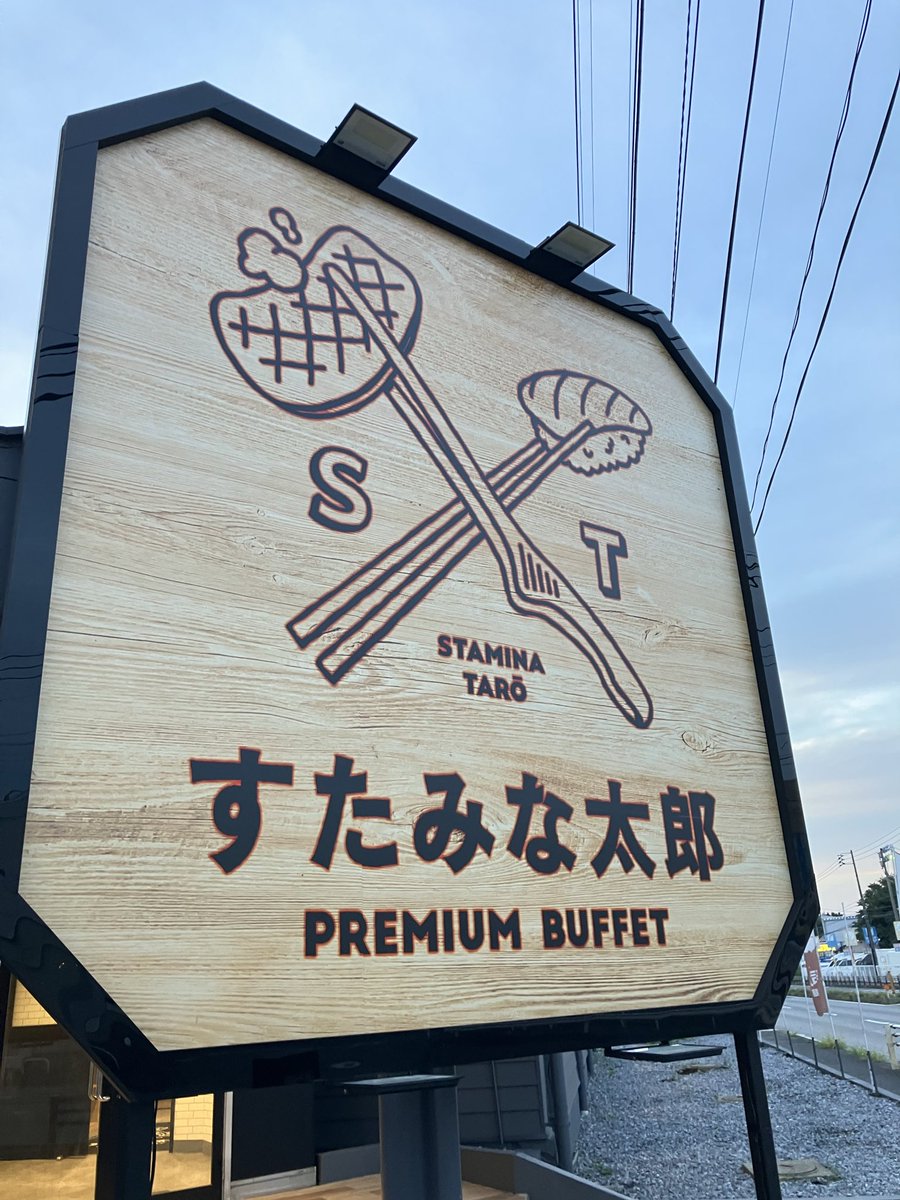 S
T
STAMINA
TARŌ
すたみな太郎
PREMIUM BUFFET